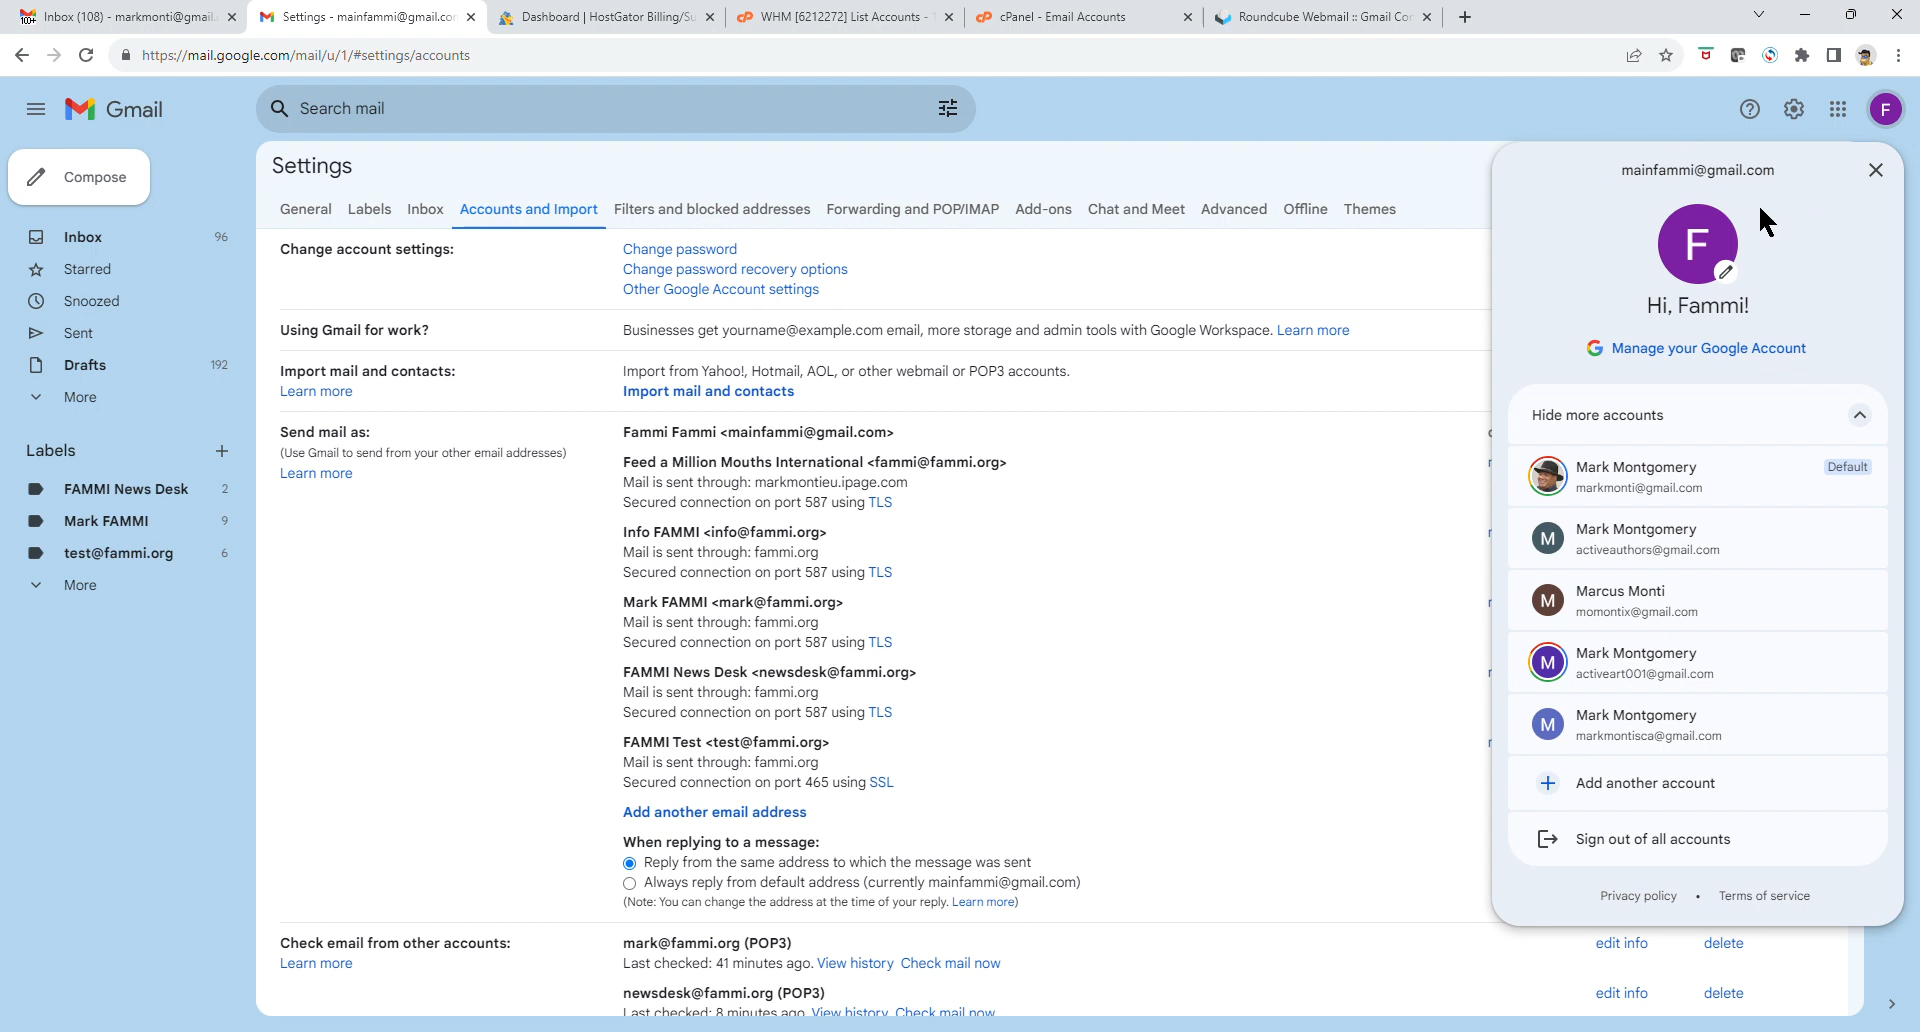 Inbox (108) - markmonti@gmail.
Settings - mainfammi@gmail.com
Dashboard | HostGator Billing/Su
WHM [6212272] List Accounts -
cPanel - Email Accounts
Roundcube Webmail :: Gmail Cor
https://mail.google.com/mail/u/1/#settings/accounts
Gmail
Search mail
F
Compose
Inbox 96
Starred
Snoozed
Sent
Drafts 192
More
Labels
FAMMI News Desk 2
Mark FAMMI 9
test@fammi.org 6
More
Settings
General Labels Inbox Accounts and Import Filters and blocked addresses Forwarding and POP/IMAP Add-ons Chat and Meet Advanced Offline Themes
Change account settings:
Change password
Change password recovery options
Other Google Account settings
Using Gmail for work?
Businesses get yourname@example.com email, more storage and admin tools with Google Workspace. Learn more
Import mail and contacts:
Learn more
Import from Yahoo!, Hotmail, AOL, or other webmail or POP3 accounts.
Import mail and contacts
Send mail as:
(Use Gmail to send from your other email addresses)
Learn more
Fammi Fammi <mainfammi@gmail.com>
Feed a Million Mouths International <fammi@fammi.org>
Mail is sent through: markmontieu.ipage.com
Secured connection on port 587 using TLS
Info FAMMI <info@fammi.org>
Mail is sent through: fammi.org
Secured connection on port 587 using TLS
Mark FAMMI <mark@fammi.org>
Mail is sent through: fammi.org
Secured connection on port 587 using TLS
FAMMI News Desk <newsdesk@fammi.org>
Mail is sent through: fammi.org
Secured connection on port 587 using TLS
FAMMI Test <test@fammi.org>
Mail is sent through: fammi.org
Secured connection on port 465 using SSL
Add another email address
When replying to a message:
Reply from the same address to which the message was sent
Always reply from default address (currently mainfammi@gmail.com)
(Note: You can change the address at the time of your reply. Learn more)
Check email from other accounts:
Learn more
mark@fammi.org (POP3) edit info delete
Last checked: 41 minutes ago. View history Check mail now
newsdesk@fammi.org (POP3) edit info delete
Last checked: 8 minutes ago. View history Check mail now
mainfammi@gmail.com
F
Hi, Fammi!
Manage your Google Account
Hide more accounts
Mark Montgomery Default
markmonti@gmail.com
M
Mark Montgomery
activeauthors@gmail.com
M
Marcus Monti
momontix@gmail.com
M
Mark Montgomery
activeart001@gmail.com
M
Mark Montgomery
markmontisca@gmail.com
Add another account
Sign out of all accounts
Privacy policy • Terms of service